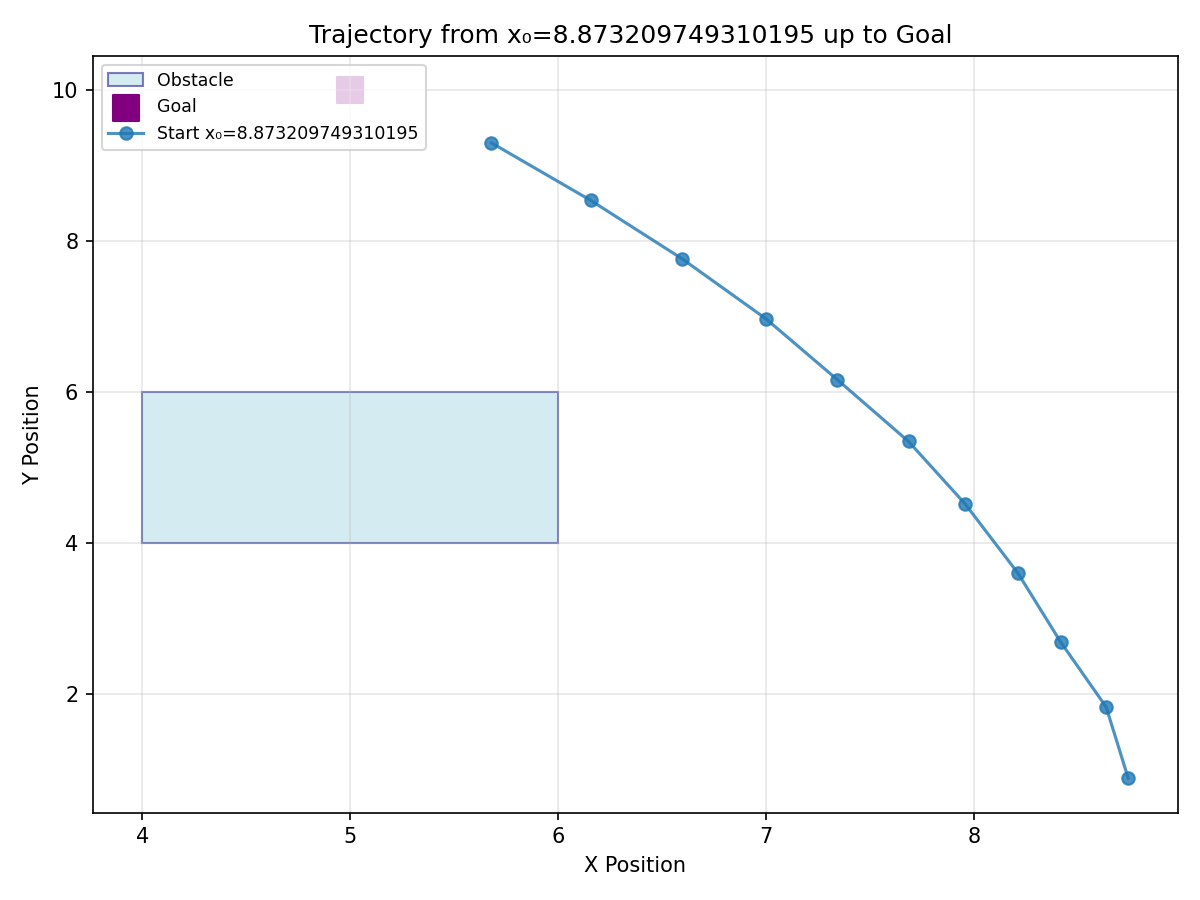 Trajectory from x₀=8.873209749310195 up to Goal
Obstacle
Goal
Start x₀=8.873209749310195
10
8
6
4
2
Y Position
4
5
6
7
8
X Position